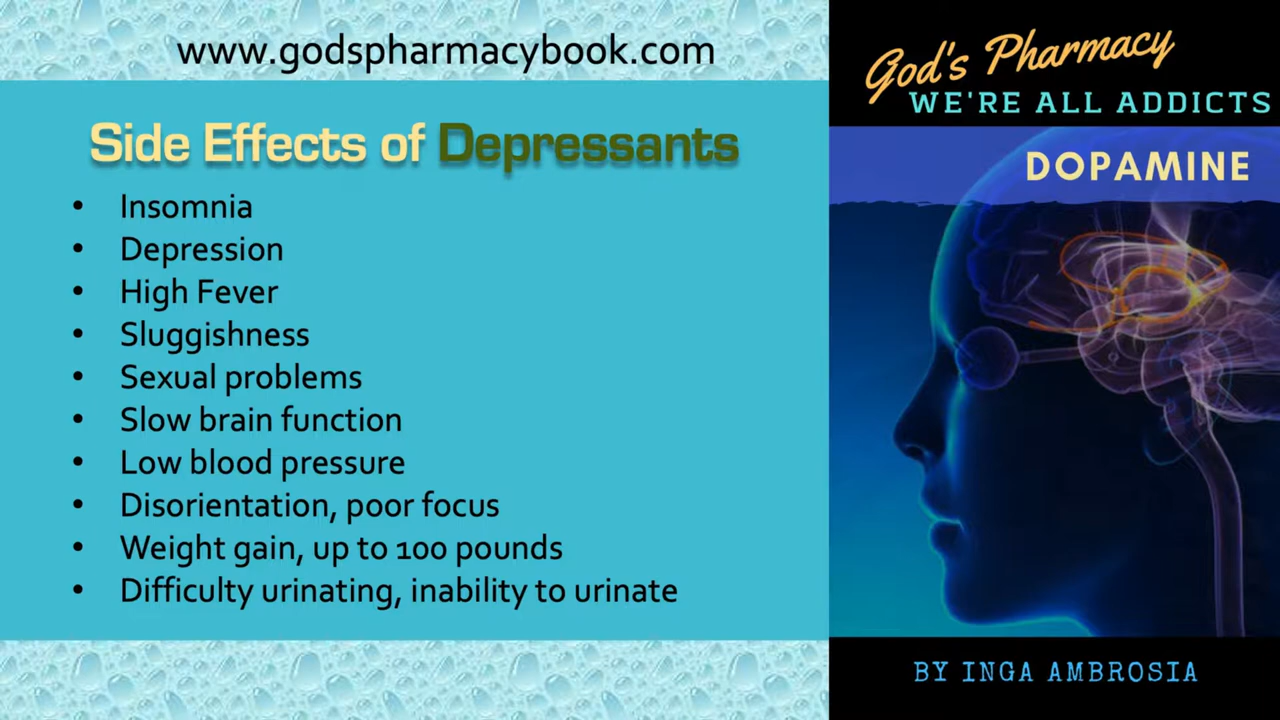 www.godspharmacybook.com
Side Effects of Depressants
• Insomnia
• Depression
• High Fever
• Sluggishness
• Sexual problems
• Slow brain function
• Low blood pressure
• Disorientation, poor focus
• Weight gain, up to 100 pounds
• Difficulty urinating, inability to urinate
God's Pharmacy
WE'RE ALL ADDICTS
DOPAMINE
BY INGA AMBROSIA